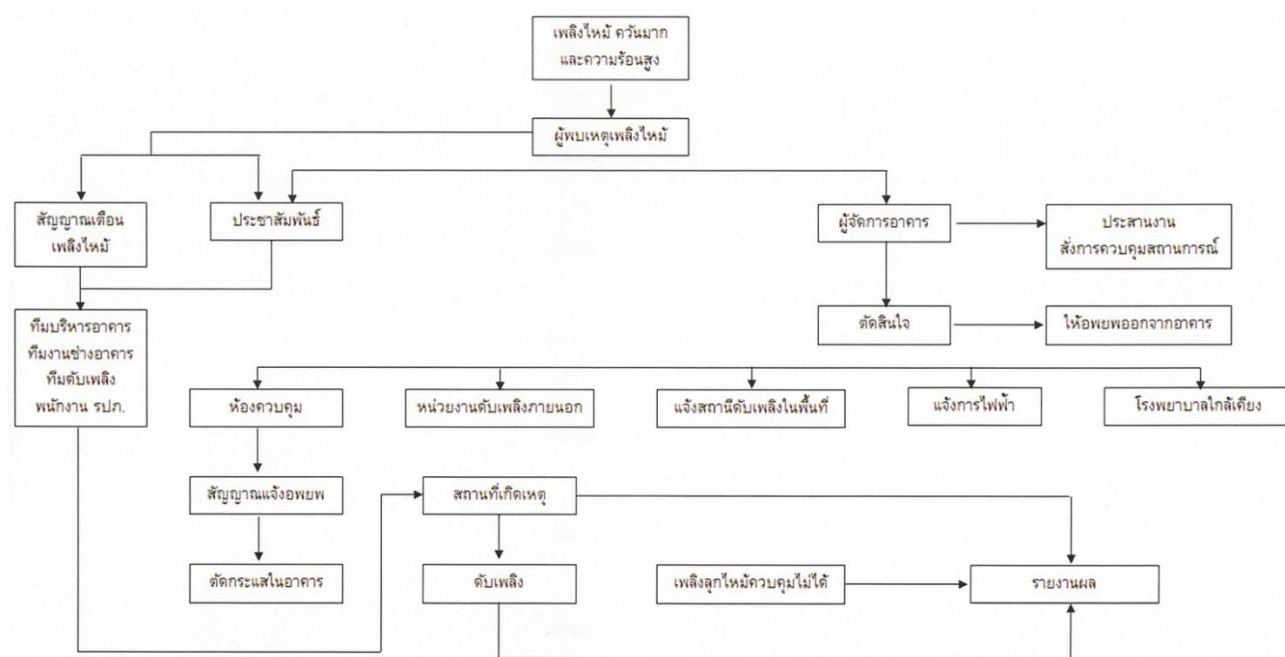 เพลิงไหม้ ควันมาก
และความร้อนสูง
ผู้พบเหตุเพลิงไหม้
สัญญาณเตือน
เพลิงไหม้
ประชาสัมพันธ์
ผู้จัดการอาคาร
ประสานงาน
สั่งการควบคุมสถานการณ์
ทีมบริหารอาคาร
ทีมงานช่างอาคาร
ทีมดับเพลิง
พนักงาน รปภ.
ตัดสินใจ
ให้อพยพออกจากอาคาร
ห้องควบคุม
หน่วยงานดับเพลิงภายนอก
แจ้งสถานีดับเพลิงในพื้นที่
แจ้งการไฟฟ้า
โรงพยาบาลใกล้เคียง
สัญญาณแจ้งอพยพ
สถานที่เกิดเหตุ
ตัดกระแสในอาคาร
ดับเพลิง
เพลิงลุกไหม้ควบคุมไม่ได้
รายงานผล